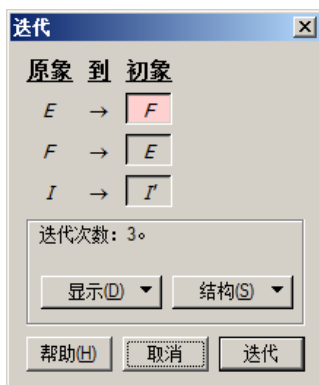 迭代
原象 到 初象
E → F
F → E
I → I'
迭代次数: 3。
显示(D) 结构(S)
帮助(H) 取消 迭代